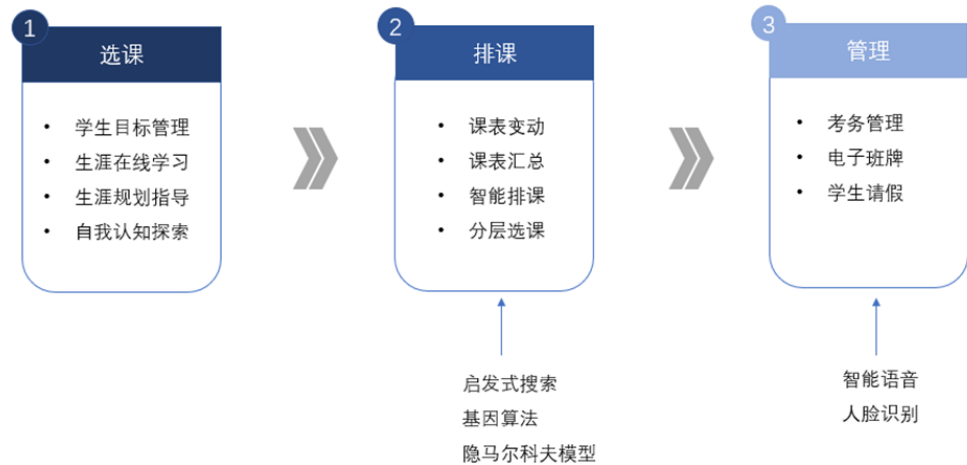 1
选课
• 学生目标管理
• 生涯在线学习
• 生涯规划指导
• 自我认知探索
2
排课
• 课表变动
• 课表汇总
• 智能排课
• 分层选课
启发式搜索
基因算法
隐马尔科夫模型
3
管理
• 考务管理
• 电子班牌
• 学生请假
智能语音
人脸识别